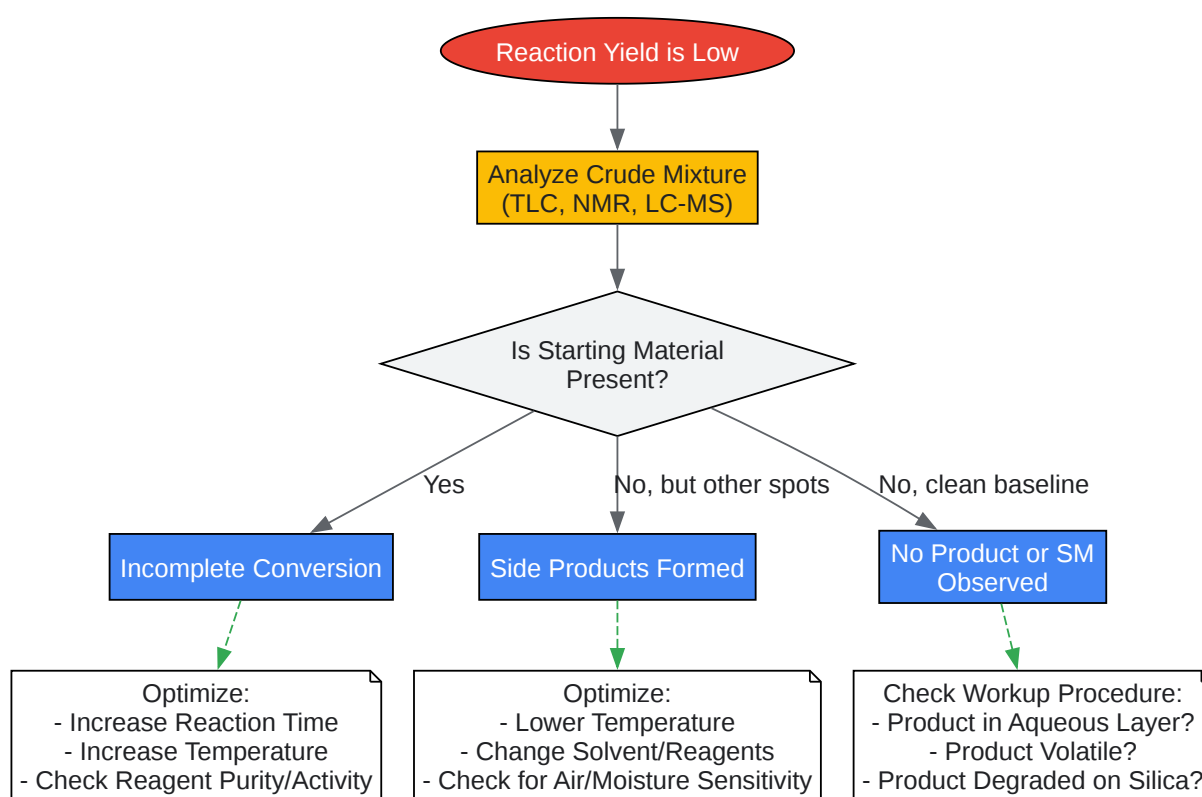 Reaction Yield is Low
Analyze Crude Mixture
(TLC, NMR, LC-MS)
Is Starting Material
Present?
Yes
No, but other spots
No, clean baseline
Incomplete Conversion
Side Products Formed
No Product or SM
Observed
Optimize:
- Increase Reaction Time
- Increase Temperature
- Check Reagent Purity/Activity
Optimize:
- Lower Temperature
- Change Solvent/Reagents
- Check for Air/Moisture Sensitivity
Check Workup Procedure:
- Product in Aqueous Layer?
- Product Volatile?
- Product Degraded on Silica?